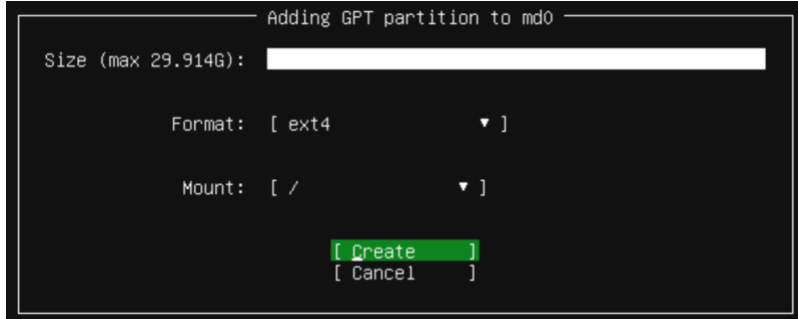 Adding GPT partition to md0
Size (max 29.914G):
Format: [ ext4 ▼ ]
Mount: [ / ▼ ]
[ Create ]
[ Cancel ]